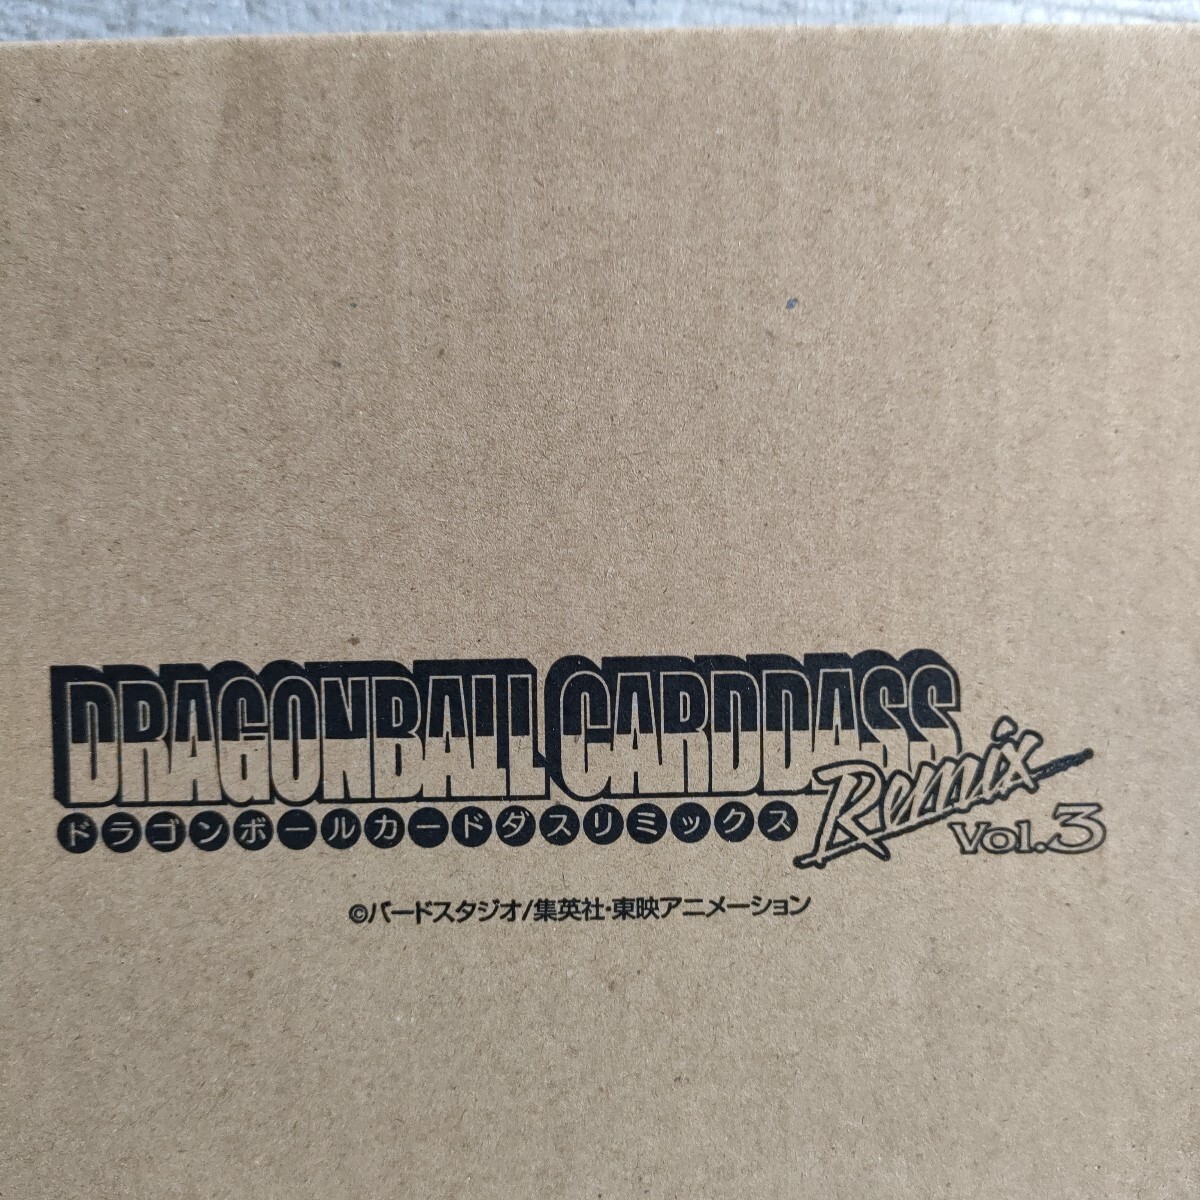 DRAGONBALL CARDDASS
Remix
ドラゴンボールカードダスリミックス
Vol.3
©バードスタジオ/集英社・東映アニメーション